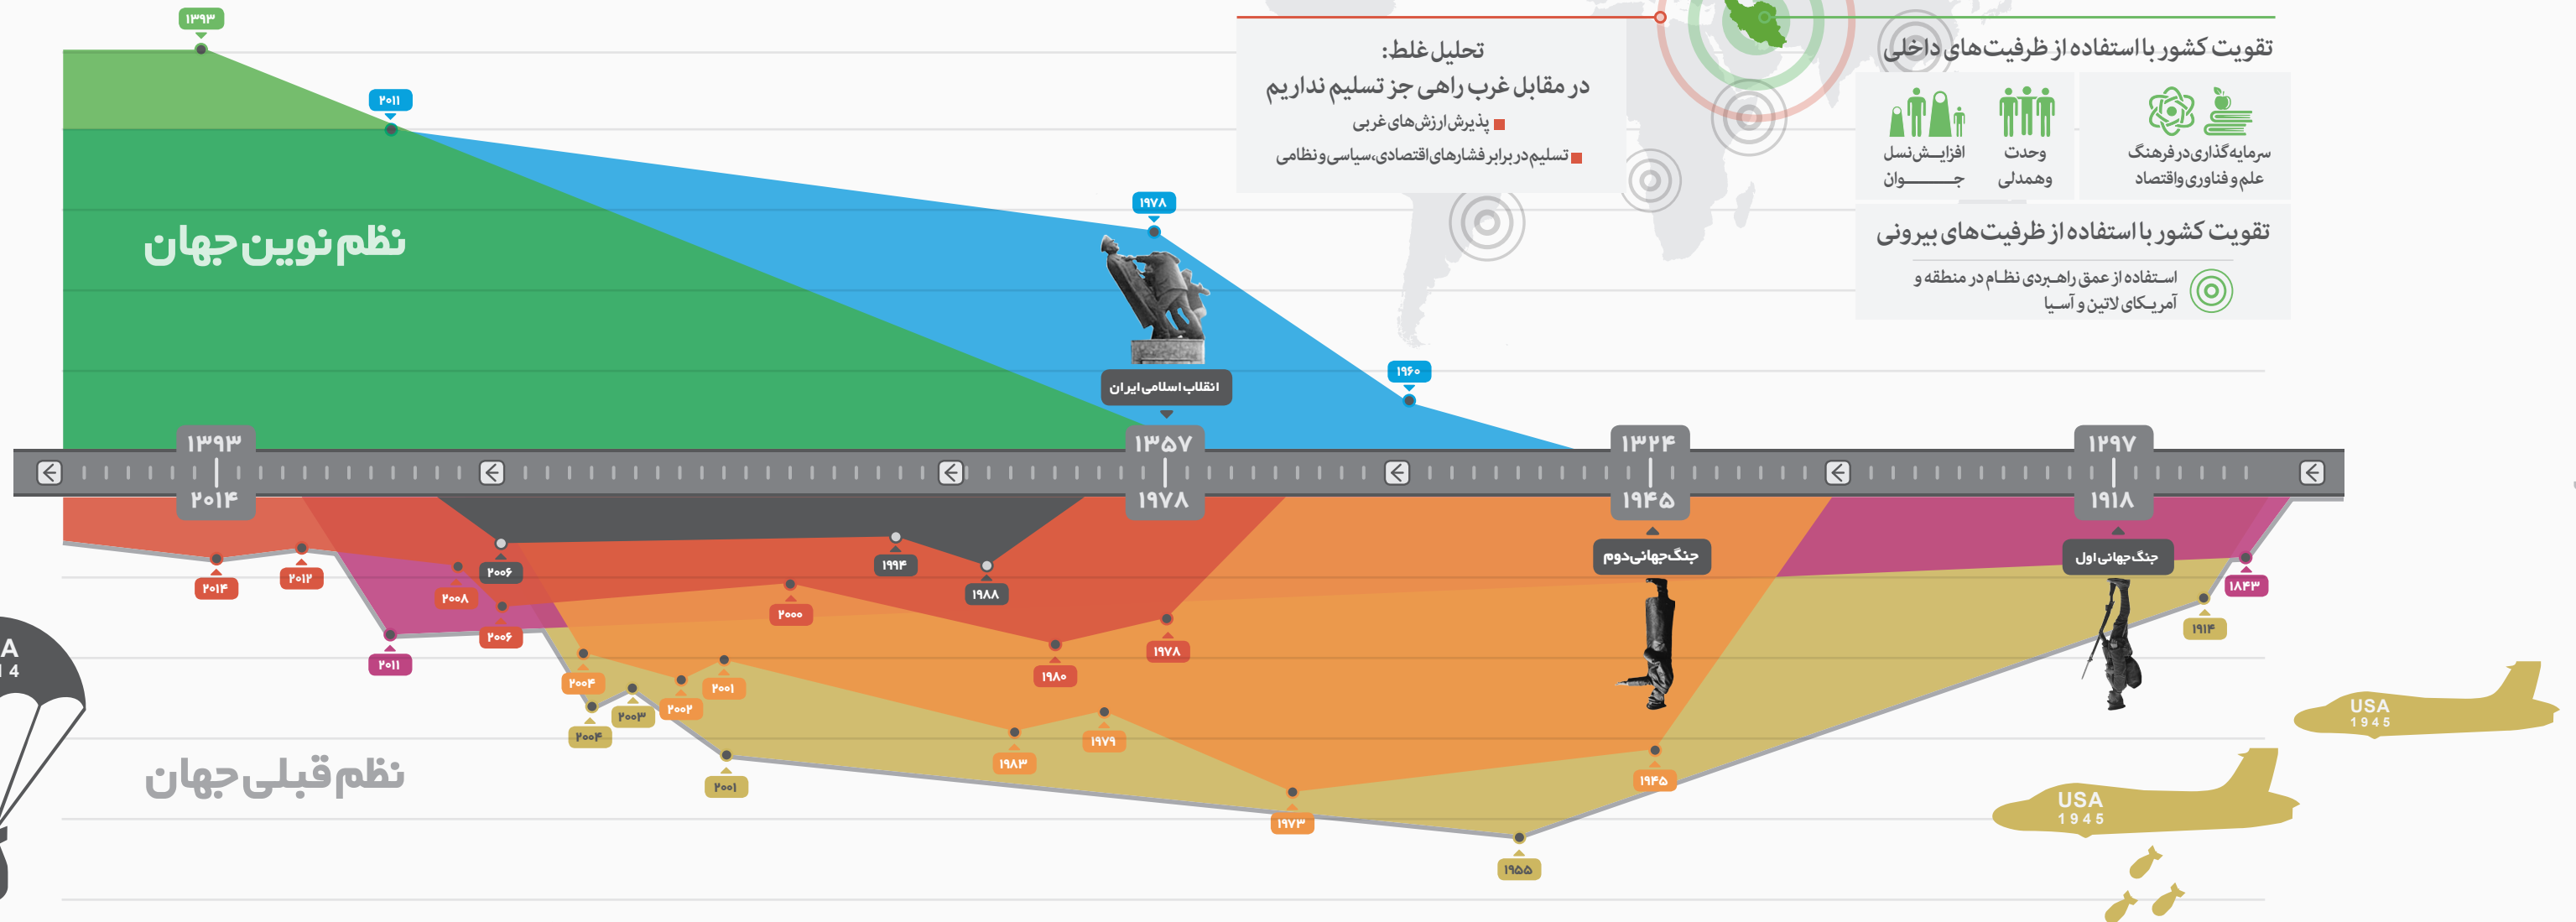 تحلیل غلط:
در مقابل غرب راهی جز تسلیم نداریم
پذیرش ارزش‌های غربی
تسلیم در برابر فشارهای اقتصادی، سیاسی و نظامی
تقویت کشور با استفاده از ظرفیت‌های داخلی
سرمایه‌گذاری در فرهنگ
علم و فناوری و اقتصاد
وحدت
و همدلی
افزایش نسل
جوان
تقویت کشور با استفاده از ظرفیت‌های بیرونی
استفاده از عمق راهبردی نظام در منطقه و
آمریکای لاتین و آسیا
۱۳۹۳
۲۰۱۱
۱۹۷۸
۱۹۶۰
نظم نوین جهان
انقلاب اسلامی ایران
۱۲۹۷
۱۹۱۸
۱۳۲۴
۱۹۴۵
۱۳۵۷
۱۹۷۸
۱۳۹۳
۲۰۱۴
جنگ جهانی اول
جنگ جهانی دوم
۱۸۴۳
۱۹۱۴
۱۹۴۵
۱۹۵۵
۱۹۷۳
۱۹۷۸
۱۹۸۰
۱۹۷۹
۱۹۸۳
۱۹۸۸
۱۹۹۴
۲۰۰۰
۲۰۰۱
۲۰۰۱
۲۰۰۲
۲۰۰۳
۲۰۰۴
۲۰۰۴
۲۰۰۶
۲۰۰۶
۲۰۰۸
۲۰۱۱
۲۰۱۲
۲۰۱۴
نظم قبلی جهان
USA
1945
USA
1945
A
14